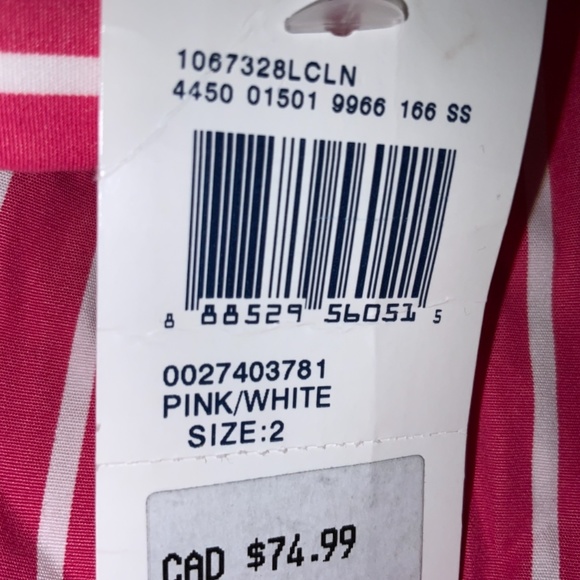 1067328LCLN
4450 01501 9966 166 SS
8 88529 56051 5
0027403781
PINK/WHITE
SIZE:2
CAD $74.99